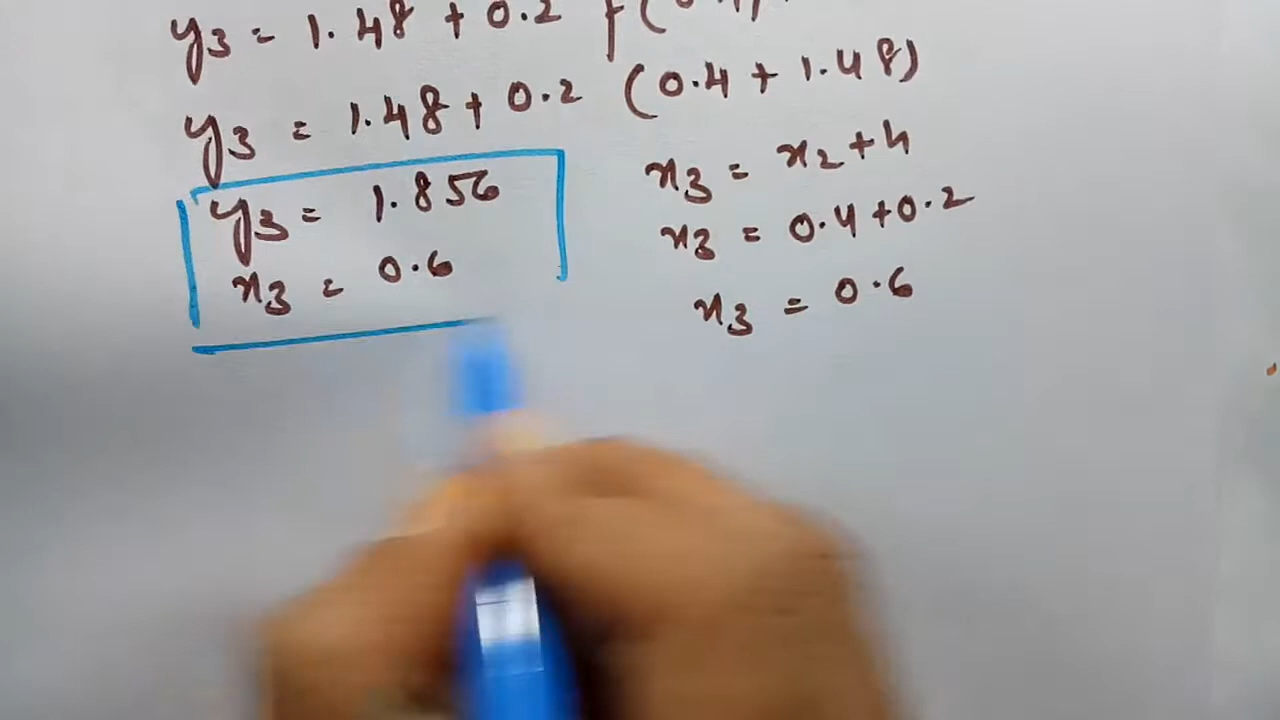 y3 = 1.48 + 0.2 f(
y3 = 1.48 + 0.2 (0.4 + 1.48)
y3 = 1.856
x3 = 0.6
x3 = x2 + h
x3 = 0.4 + 0.2
x3 = 0.6